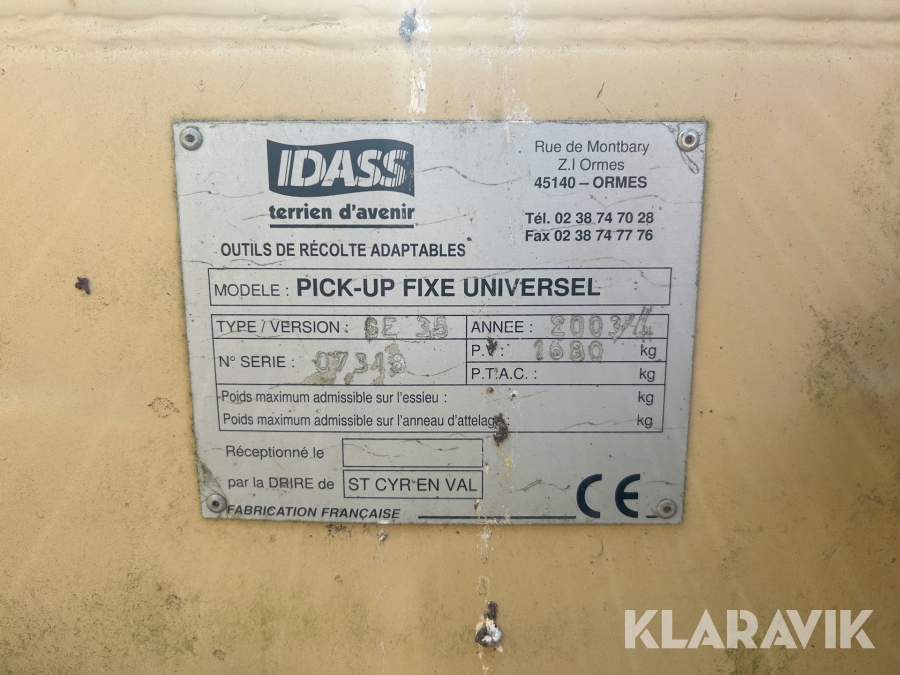 IDASS
terrien d'avenir
OUTILS DE RÉCOLTE ADAPTABLES
Rue de Montbary
Z.I Ormes
45140 – ORMES
Tél. 02 38 74 70 28
Fax 02 38 74 77 76
MODELE : PICK-UP FIXE UNIVERSEL
TYPE / VERSION : SE 35
ANNEE : 2003/4
N° SERIE : 07318
P.V. : 1680 kg
P.T.A.C. : kg
Poids maximum admissible sur l'essieu : kg
Poids maximum admissible sur l'anneau d'attelage kg
Réceptionné le
par la DRIRE de ST CYR EN VAL
FABRICATION FRANÇAISE
CE
KLARAVIK